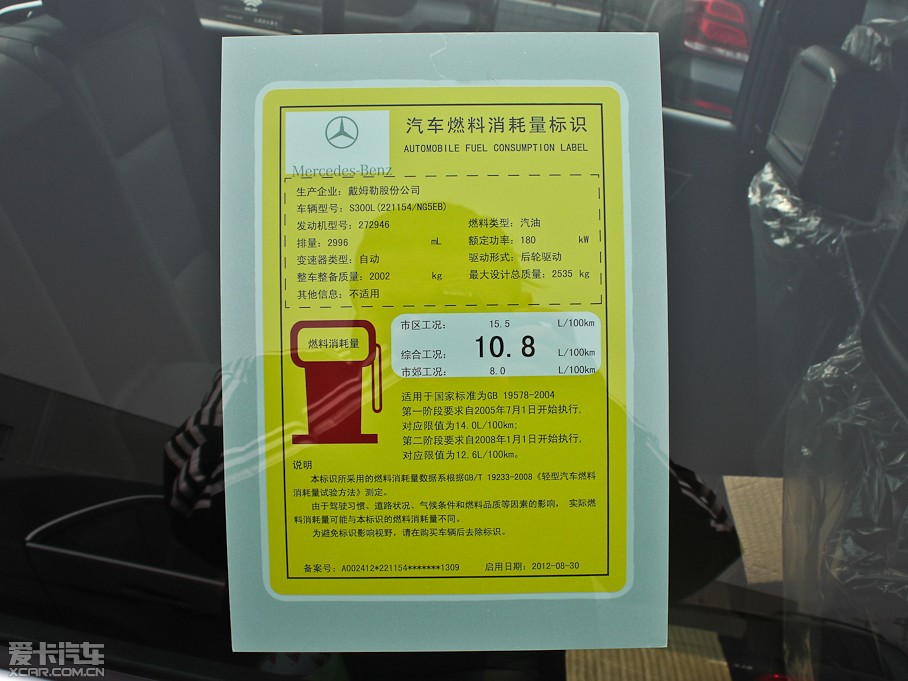 Mercedes-Benz
汽车燃料消耗量标识
AUTOMOBILE FUEL CONSUMPTION LABEL
生产企业: 戴姆勒股份公司
车辆型号: S300L(221154/NG5EB)
发动机型号: 272946 燃料类型: 汽油
排量: 2996 mL 额定功率: 180 kW
变速器类型: 自动 驱动形式: 后轮驱动
整车整备质量: 2002 kg 最大设计总质量: 2535 kg
其他信息: 不适用
燃料消耗量
市区工况: 15.5 L/100km
综合工况: 10.8 L/100km
市郊工况: 8.0 L/100km
适用于国家标准为GB 19578-2004
第一阶段要求自2005年7月1日开始执行,
对应限值为14.0L/100km;
第二阶段要求自2008年1月1日开始执行,
对应限值为12.6L/100km。
说明
本标识所采用的燃料消耗量数据系根据GB/T 19233-2008《轻型汽车燃料
消耗量试验方法》测定。
由于驾驶习惯、道路状况、气候条件和燃料品质等因素的影响, 实际燃
料消耗量可能与本标识的燃料消耗量不同。
为避免标识影响视野, 请在购买车辆后去除标识。
备案号: A002412*221154*******1309 启用日期: 2012-08-30
爱卡汽车
XCAR.COM.CN